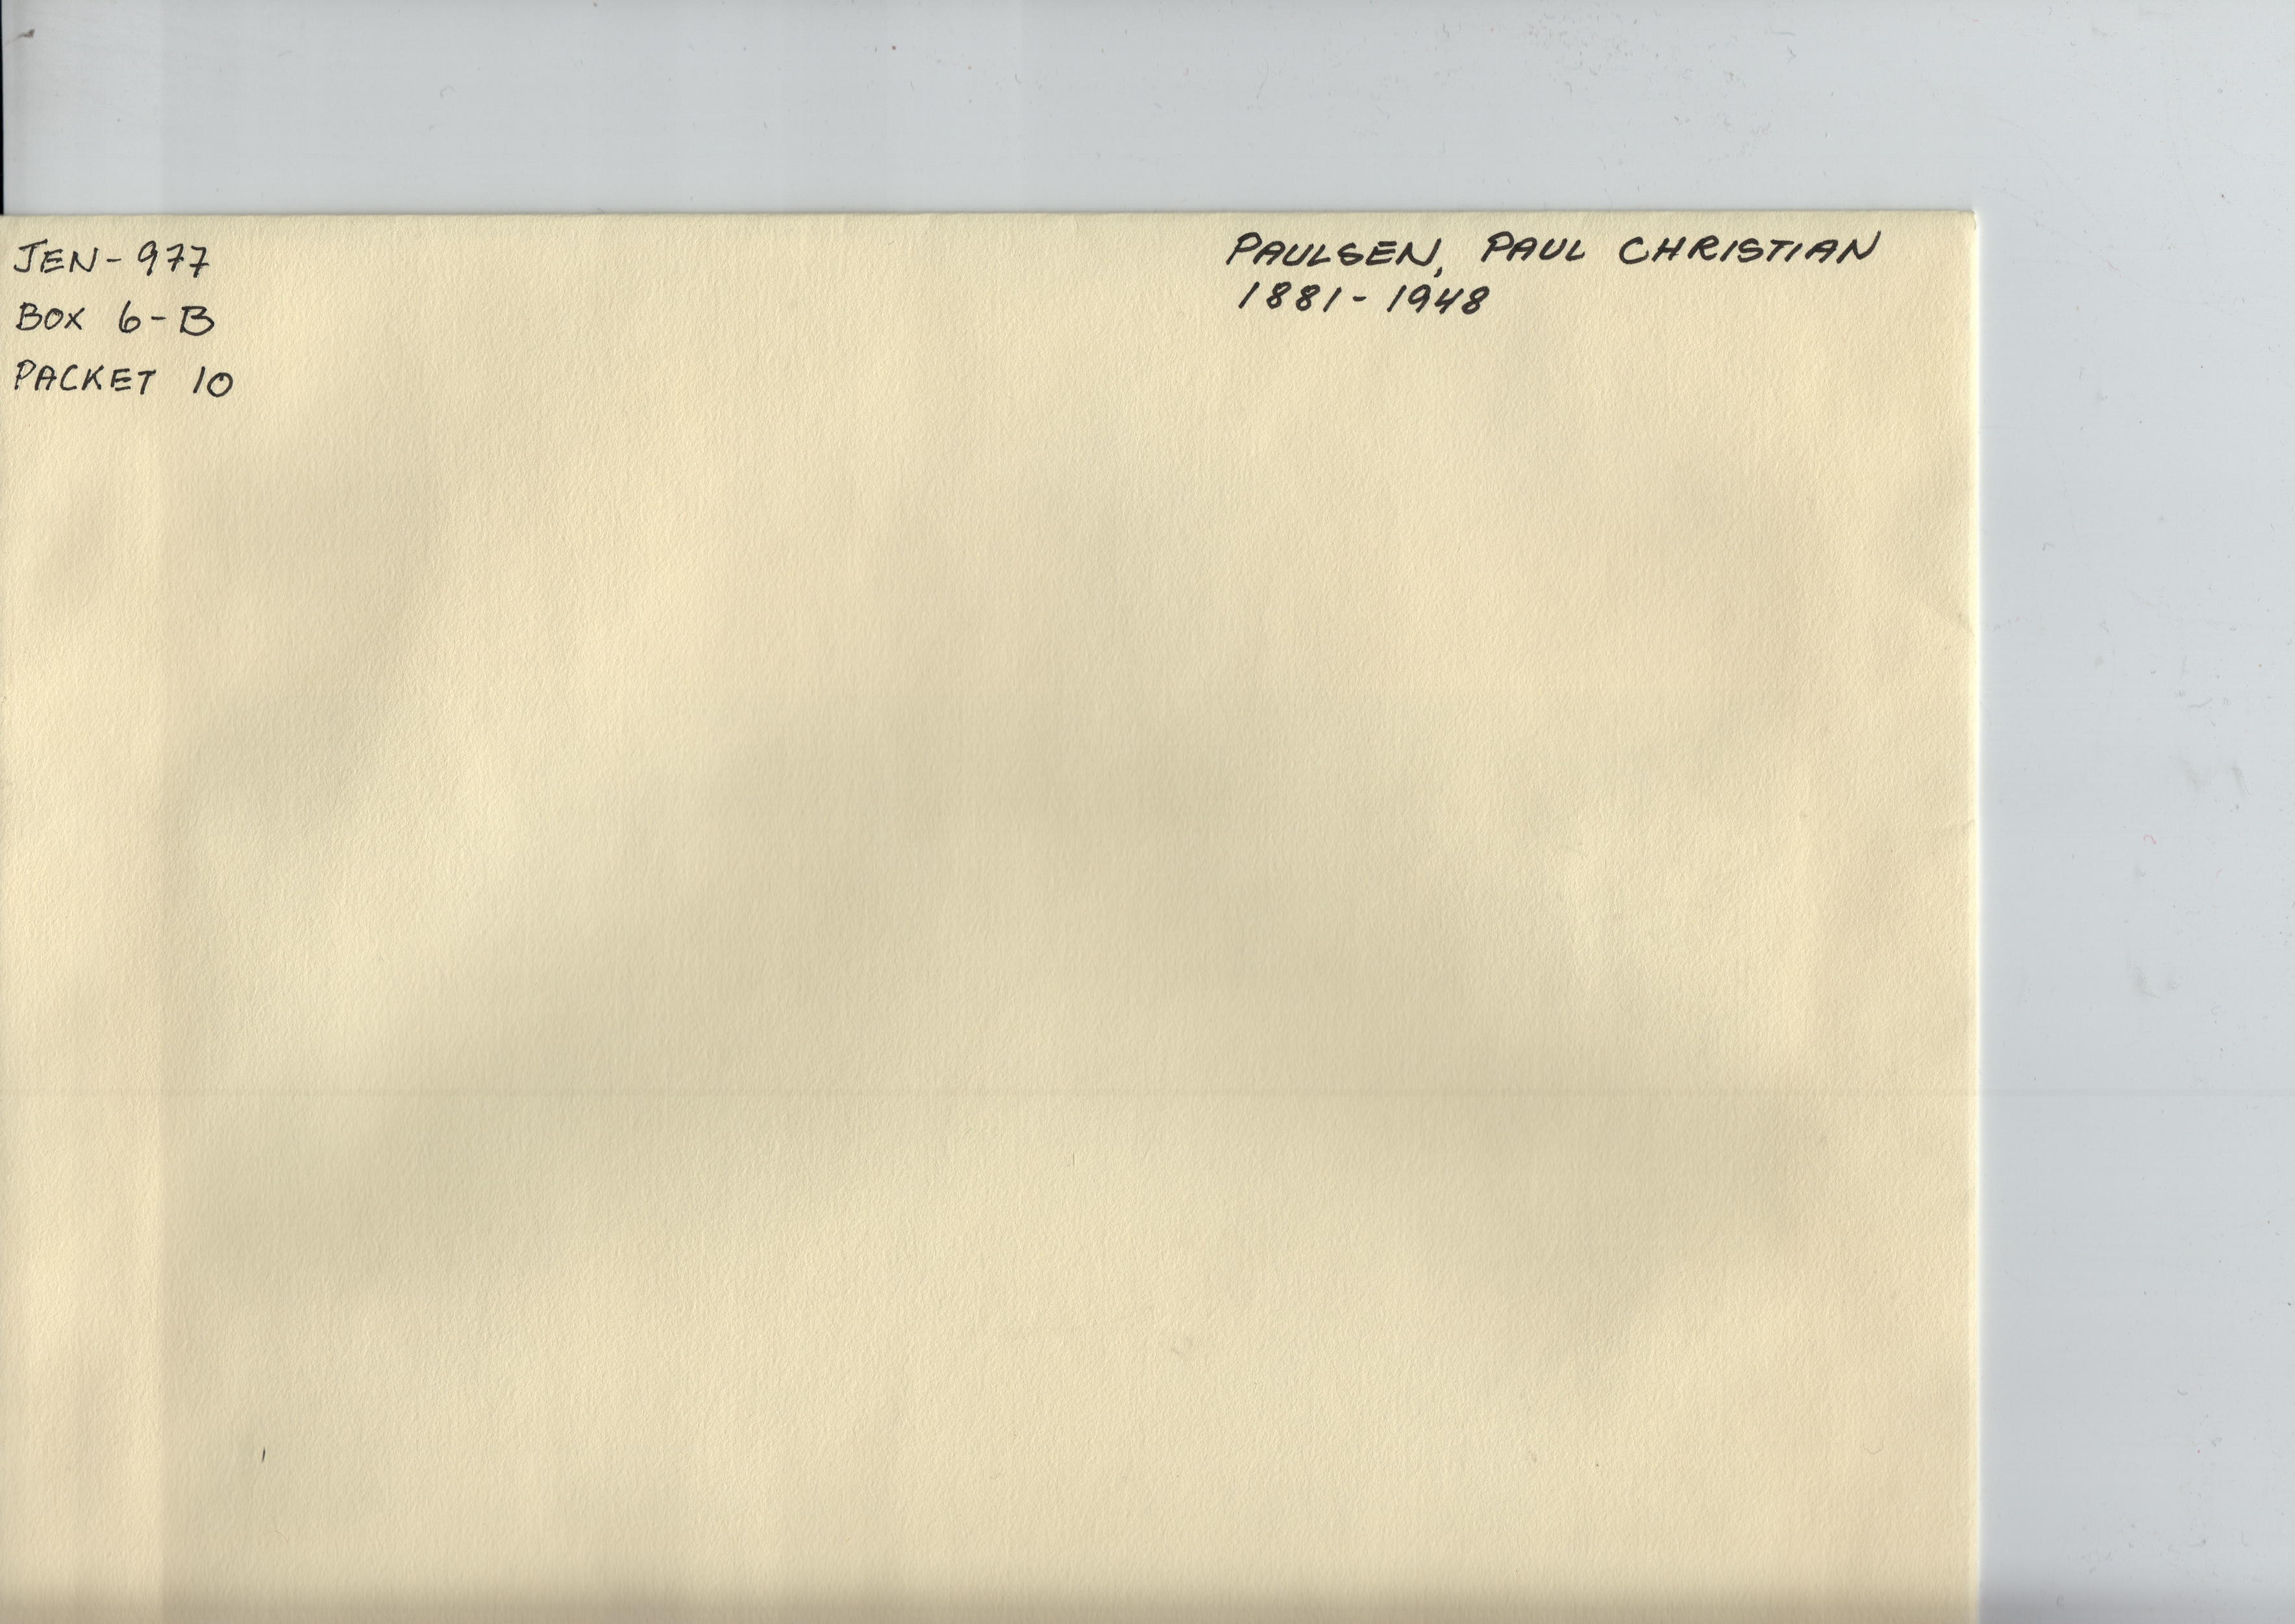 JEN-977
BOX 6-B
PACKET 10
PAULSEN, PAUL CHRISTIAN
1881-1948